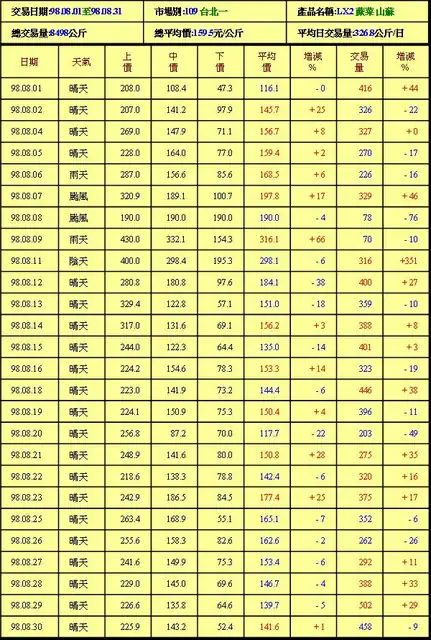 交易日期:98.08.01至98.08.31 市場別:109 台北一 產品名稱:LX2 蔬菜 山蘇
總交易量:8498公斤 總平均價:159.5元/公斤 平均日交易量:326.8公斤/日
交易日期 天氣 上價 中價 下價 平均價 增減% 交易量 增減%
98.08.01 晴天 208.0 108.4 47.3 116.1 - 0 416 + 44
98.08.02 晴天 207.0 141.2 97.9 145.7 + 25 326 - 22
98.08.04 晴天 269.0 147.9 71.1 156.7 + 8 327 + 0
98.08.05 晴天 228.0 164.0 77.0 159.4 + 2 270 - 17
98.08.06 雨天 287.0 156.6 85.6 168.5 + 6 226 - 16
98.08.07 颱風 320.9 189.1 100.7 197.8 + 17 329 + 46
98.08.08 颱風 190.0 190.0 190.0 190.0 - 4 78 - 76
98.08.09 雨天 430.0 332.1 154.3 316.1 + 66 70 - 10
98.08.11 陰天 400.0 298.4 195.3 298.1 - 6 316 +351
98.08.12 晴天 280.8 180.8 97.6 184.1 - 38 400 + 27
98.08.13 晴天 329.4 122.8 57.1 151.0 - 18 359 - 10
98.08.14 晴天 317.0 131.6 69.1 156.2 + 3 388 + 8
98.08.15 晴天 244.0 122.3 64.4 135.0 - 14 401 + 3
98.08.16 晴天 224.2 154.6 78.3 153.3 + 14 323 - 19
98.08.18 晴天 223.0 141.9 73.2 144.4 - 6 446 + 38
98.08.19 晴天 224.1 150.9 75.3 150.4 + 4 396 - 11
98.08.20 晴天 256.8 87.2 70.0 117.7 - 22 203 - 49
98.08.21 晴天 248.9 141.6 80.0 150.8 + 28 275 + 35
98.08.22 晴天 218.6 138.3 78.8 142.4 - 6 320 + 16
98.08.23 晴天 242.9 186.5 84.5 177.4 + 25 375 + 17
98.08.25 晴天 263.4 168.9 55.1 165.1 - 7 352 - 6
98.08.26 晴天 255.6 158.3 82.6 162.6 - 2 262 - 26
98.08.27 晴天 241.6 149.9 75.3 153.4 - 6 292 + 11
98.08.28 晴天 229.0 145.0 69.6 146.7 - 4 388 + 33
98.08.29 晴天 226.6 135.8 64.6 139.7 - 5 502 + 29
98.08.30 晴天 225.9 143.2 52.4 141.6 + 1 458 - 9